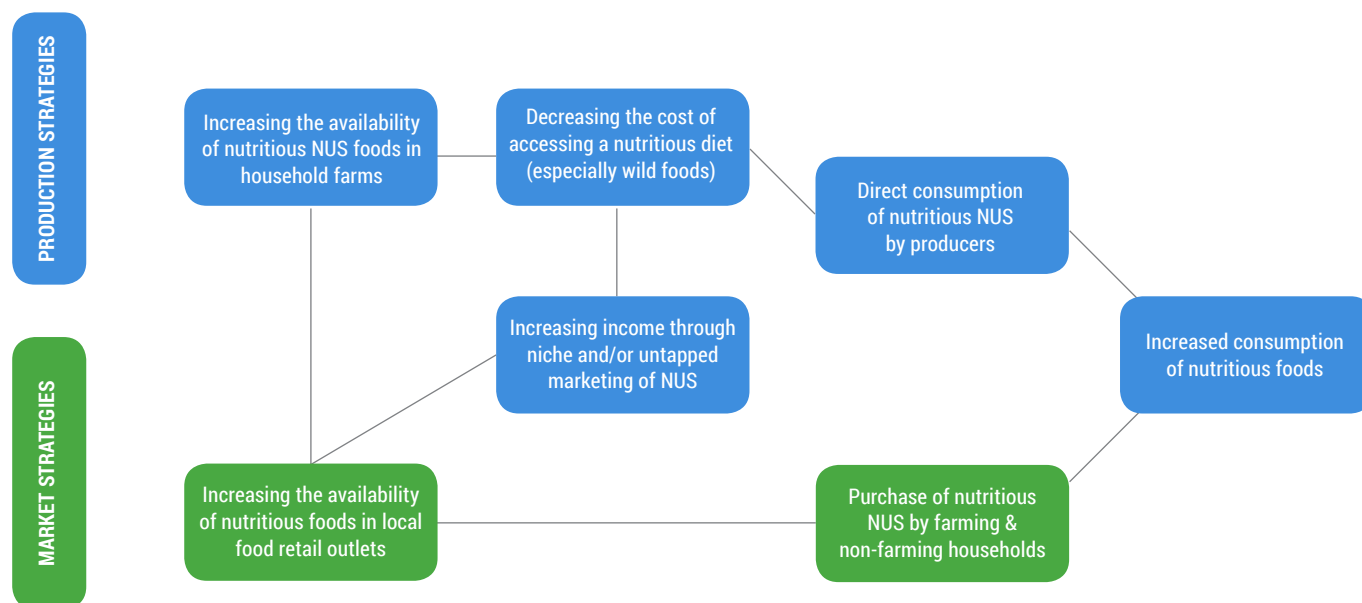 PRODUCTION STRATEGIES
Increasing the availability
of nutritious NUS foods in
household farms
Decreasing the cost of
accessing a nutritious diet
(especially wild foods)
Direct consumption
of nutritious NUS
by producers
Increasing income through
niche and/or untapped
marketing of NUS
Increased consumption
of nutritious foods
MARKET STRATEGIES
Increasing the availability
of nutritious foods in local
food retail outlets
Purchase of nutritious
NUS by farming &
non-farming households